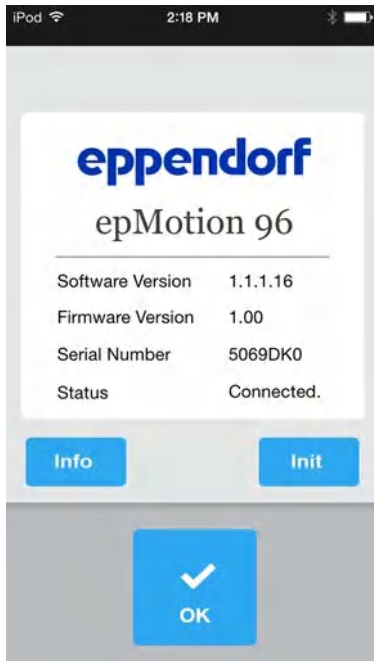 iPod 2:18 PM
eppendorf
epMotion 96
Software Version 1.1.1.16
Firmware Version 1.00
Serial Number 5069DK0
Status Connected.
Info Init
OK